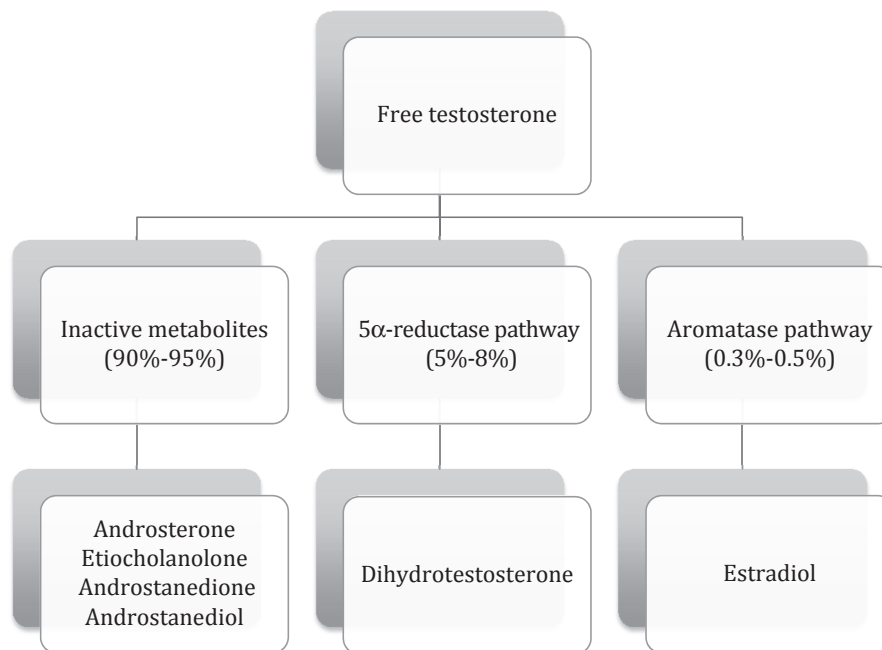 Free testosterone
Inactive metabolites
(90%-95%)
5α-reductase pathway
(5%-8%)
Aromatase pathway
(0.3%-0.5%)
Androsterone
Etiocholanolone
Androstanedione
Androstanediol
Dihydrotestosterone
Estradiol